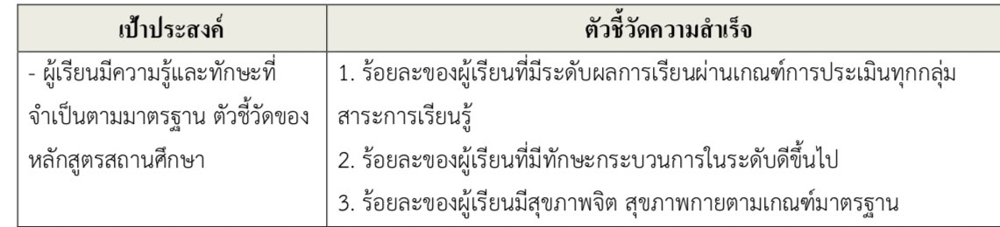 เป้าประสงค์
ตัวชี้วัดความสำเร็จ
- ผู้เรียนมีความรู้และทักษะที่
จำเป็นตามมาตรฐาน ตัวชี้วัดของ
หลักสูตรสถานศึกษา
1. ร้อยละของผู้เรียนที่มีระดับผลการเรียนผ่านเกณฑ์การประเมินทุกกลุ่ม
สาระการเรียนรู้
2. ร้อยละของผู้เรียนที่มีทักษะกระบวนการในระดับดีขึ้นไป
3. ร้อยละของผู้เรียนมีสุขภาพจิต สุขภาพกายตามเกณฑ์มาตรฐาน